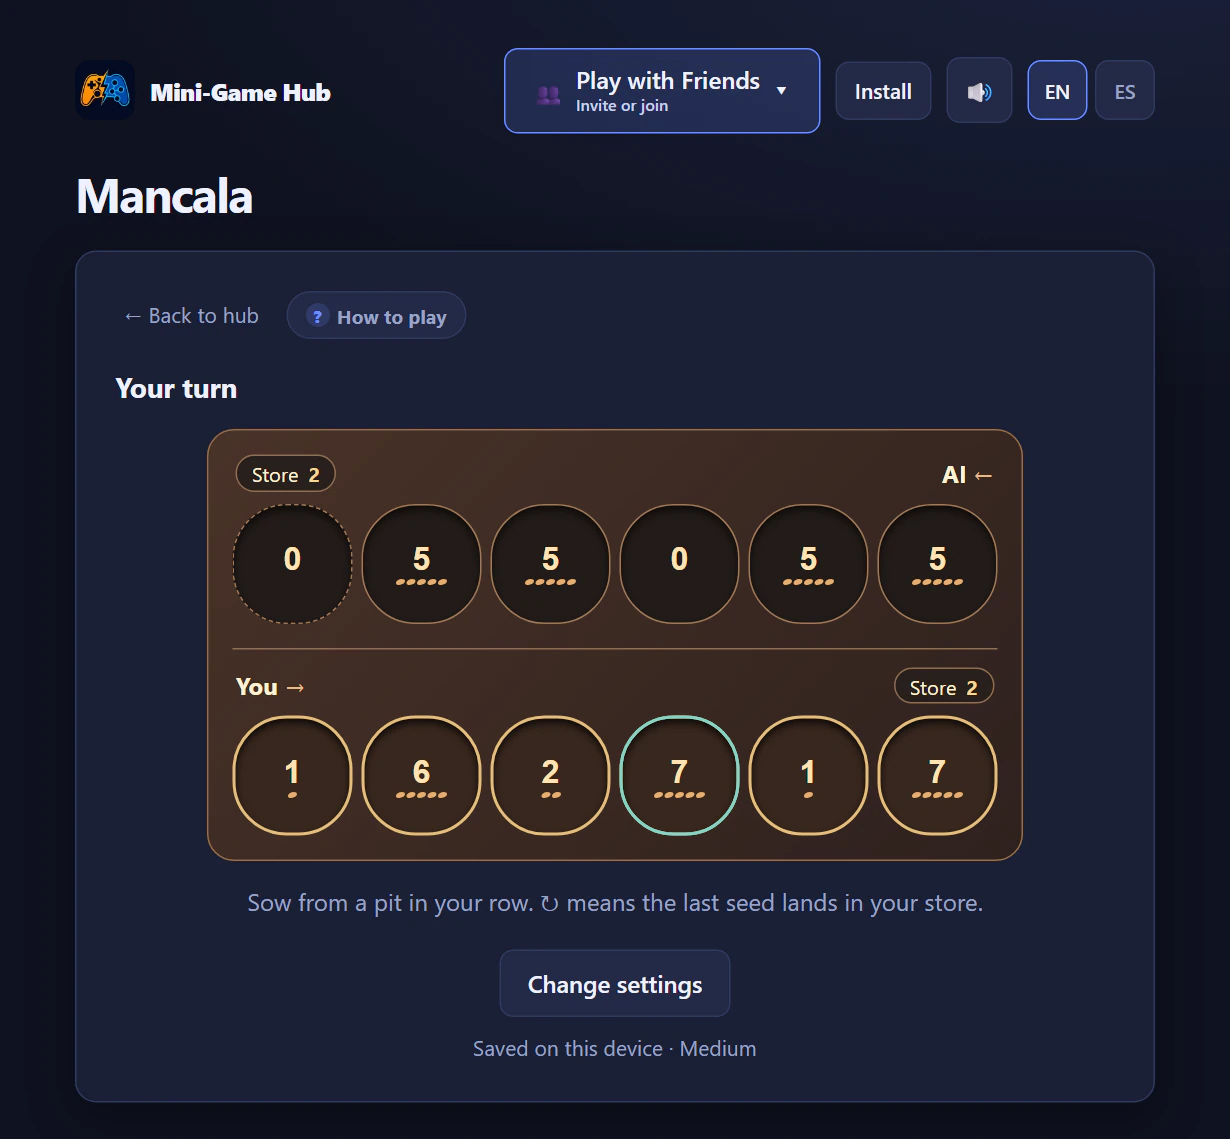 Mini-Game Hub
Play with Friends ▼
Invite or join
Install
EN
ES
Mancala
← Back to hub
? How to play
Your turn
Store 2
AI ←
0 5 5 0 5 5
You →
Store 2
1 6 2 7 1 7
Sow from a pit in your row. ↻ means the last seed lands in your store.
Change settings
Saved on this device · Medium